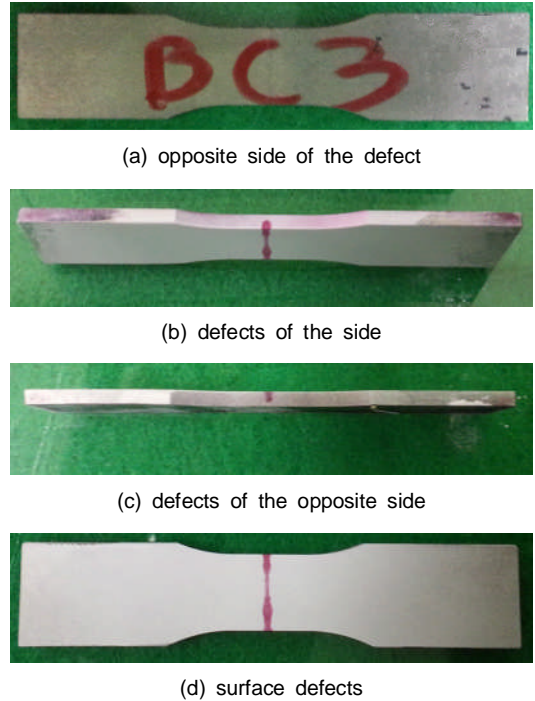 BC3
(a) opposite side of the defect
(b) defects of the side
(c) defects of the opposite side
(d) surface defects